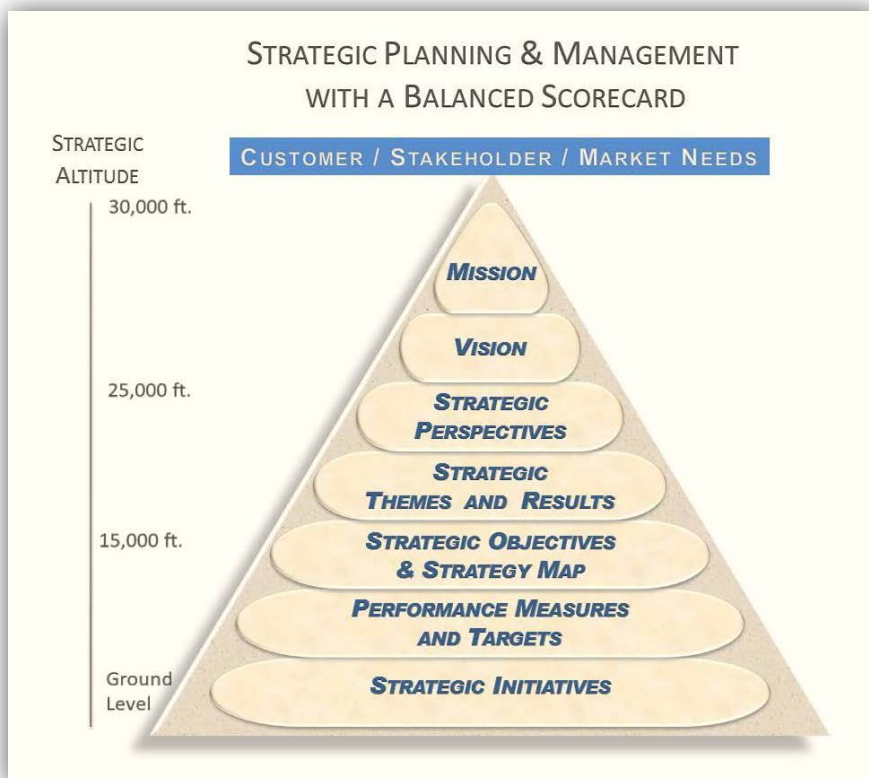 STRATEGIC PLANNING & MANAGEMENT
WITH A BALANCED SCORECARD
STRATEGIC
ALTITUDE
CUSTOMER / STAKEHOLDER / MARKET NEEDS
30,000 ft.
MISSION
VISION
25,000 ft.
STRATEGIC
PERSPECTIVES
STRATEGIC
THEMES AND RESULTS
15,000 ft.
STRATEGIC OBJECTIVES
& STRATEGY MAP
PERFORMANCE MEASURES
AND TARGETS
Ground
Level
STRATEGIC INITIATIVES